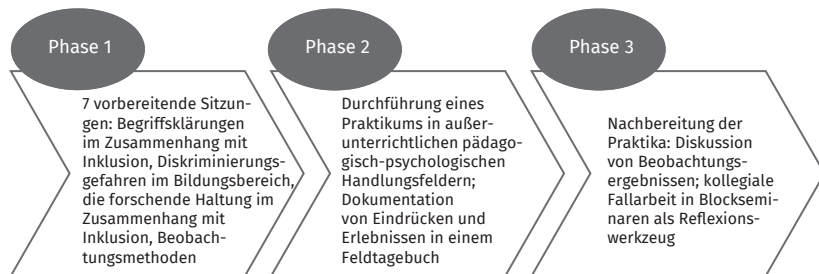 Phase 1
7 vorbereitende Sitzun-
gen: Begriffsklärungen
im Zusammenhang mit
Inklusion, Diskriminierungs-
gefahren im Bildungsbereich,
die forschende Haltung im
Zusammenhang mit
Inklusion, Beobach-
tungsmethoden
Phase 2
Durchführung eines
Praktikums in außer-
unterrichtlichen pädago-
gisch-psychologischen
Handlungsfeldern;
Dokumentation
von Eindrücken und
Erlebnissen in einem
Feldtagebuch
Phase 3
Nachbereitung der
Praktika: Diskussion
von Beobachtungs-
ergebnissen; kollegiale
Fallarbeit in Blocksemi-
naren als Reflexions-
werkzeug